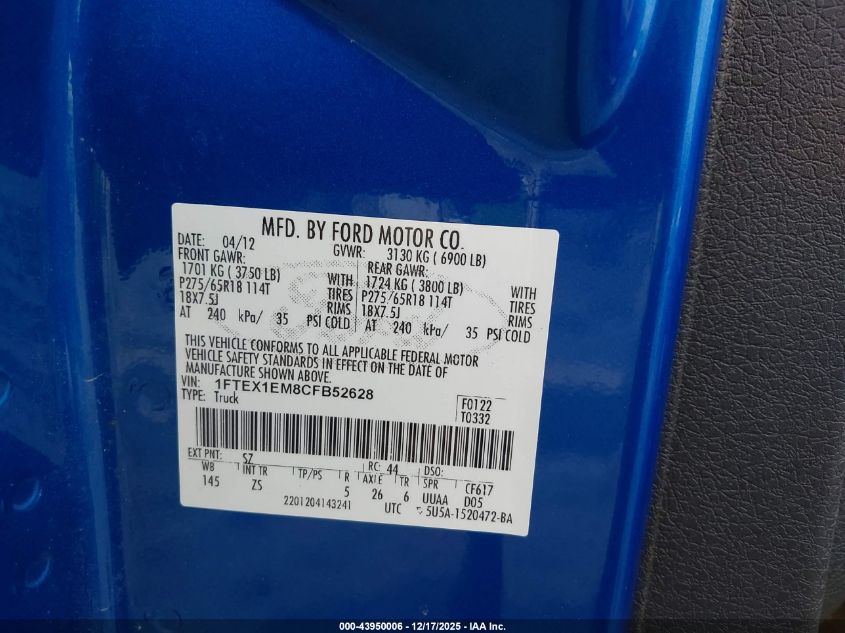 MFD. BY FORD MOTOR CO.
DATE: 04/12 GVWR: 3130 KG ( 6900 LB)
FRONT GAWR: REAR GAWR:
1701 KG ( 3750 LB) WITH 1724 KG ( 3800 LB) WITH
P275/65R18 114T TIRES P275/65R18 114T TIRES
18X7.5J RIMS 18X7.5J RIMS
AT 240 kPa/ 35 PSI COLD AT 240 kPa/ 35 PSI COLD
THIS VEHICLE CONFORMS TO ALL APPLICABLE FEDERAL MOTOR
VEHICLE SAFETY STANDARDS IN EFFECT ON THE DATE OF
MANUFACTURE SHOWN ABOVE.
VIN: 1FTEX1EM8CFB52628
TYPE: Truck
F0122
T0332
EXT PNT: SZ RC: 44 DSO:
WB INT TR TP/PS R AXLE TR SPR CF617
145 ZS 5 26 6 UUAA D05
2201204143241 UTC 5U5A-1520472-BA
000-43950006 - 12/17/2025 - IAA Inc.